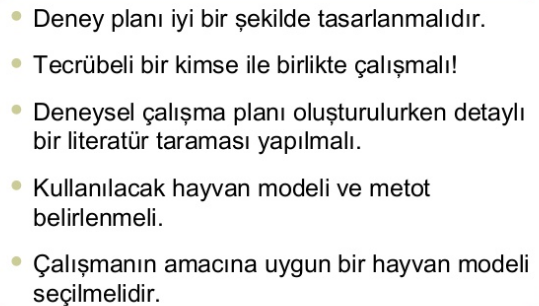 • Deney planı iyi bir şekilde tasarlanmalıdır.
• Tecrübeli bir kimse ile birlikte çalışmalı!
• Deneysel çalışma planı oluşturulurken detaylı
bir literatür taraması yapılmalı.
• Kullanılacak hayvan modeli ve metot
belirlenmeli.
• Çalışmanın amacına uygun bir hayvan modeli
seçilmelidir.